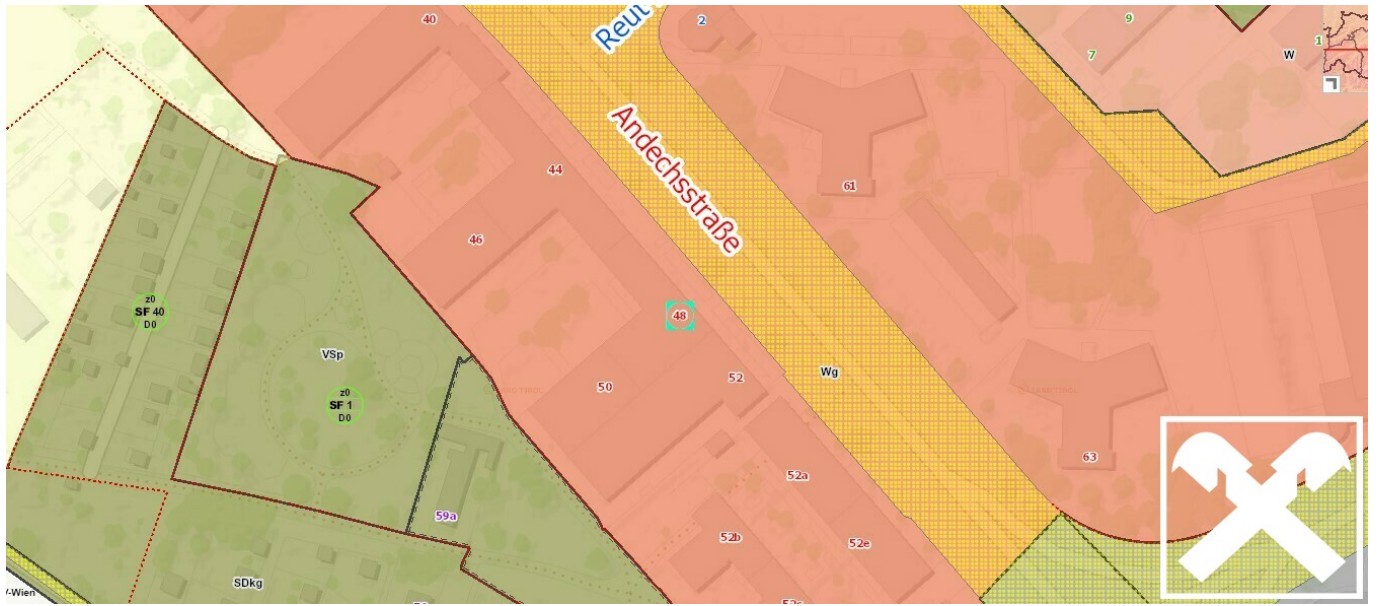 40
Reut
2
9
7
1
W
Andechsstraße
44
61
46
z0
SF 40
D0
48
VSp
Wg
52
50
z0
SF 1
D0
63
52a
59a
52b
52e
SDkg
/-Wien